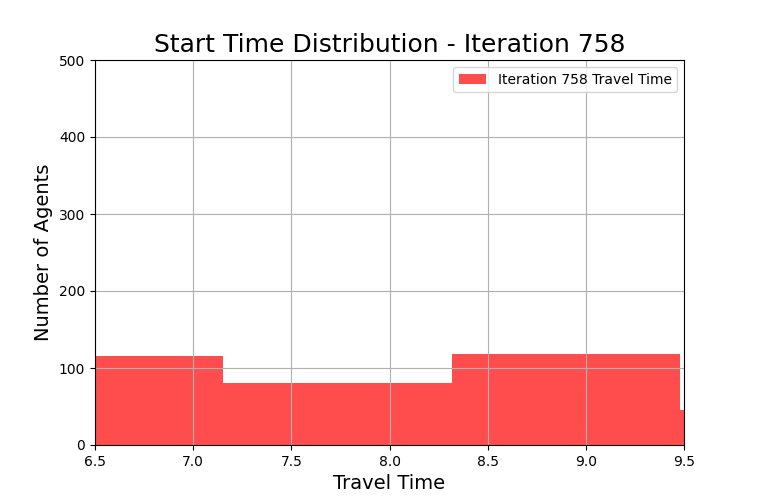 Start Time Distribution - Iteration 758
Iteration 758 Travel Time
Number of Agents
500
400
300
200
100
0
6.5 7.0 7.5 8.0 8.5 9.0 9.5
Travel Time